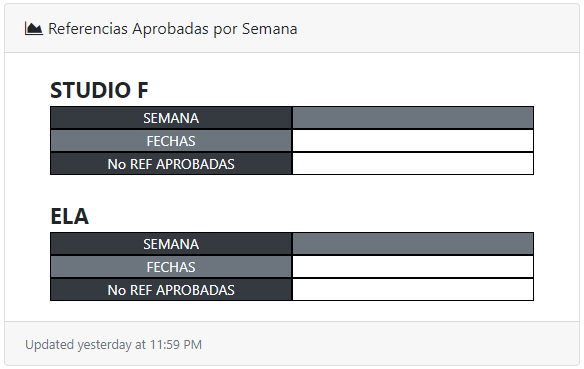 Referencias Aprobadas por Semana
STUDIO F
SEMANA
FECHAS
No REF APROBADAS
ELA
SEMANA
FECHAS
No REF APROBADAS
Updated yesterday at 11:59 PM